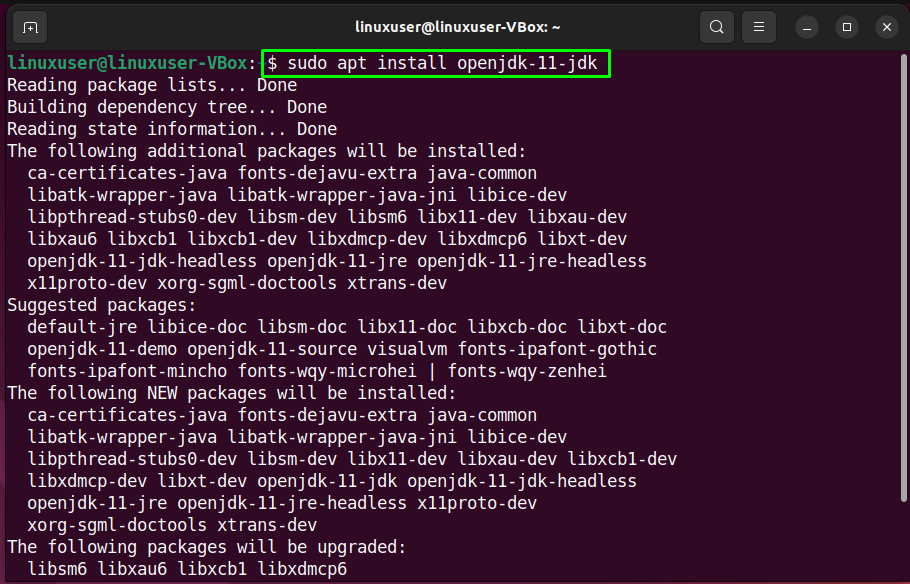 linuxuser@linuxuser-VBox: ~
linuxuser@linuxuser-VBox:$ sudo apt install openjdk-11-jdk
Reading package lists... Done
Building dependency tree... Done
Reading state information... Done
The following additional packages will be installed:
ca-certificates-java fonts-dejavu-extra java-common
libatk-wrapper-java libatk-wrapper-java-jni libice-dev
libpthread-stubs0-dev libsm-dev libsm6 libx11-dev libxau-dev
libxau6 libxcb1 libxcb1-dev libxdmcp-dev libxdmcp6 libxt-dev
openjdk-11-jdk-headless openjdk-11-jre openjdk-11-jre-headless
x11proto-dev xorg-sgml-doctools xtrans-dev
Suggested packages:
default-jre libice-doc libsm-doc libx11-doc libxcb-doc libxt-doc
openjdk-11-demo openjdk-11-source visualvm fonts-ipafont-gothic
fonts-ipafont-mincho fonts-wqy-microhei | fonts-wqy-zenhei
The following NEW packages will be installed:
ca-certificates-java fonts-dejavu-extra java-common
libatk-wrapper-java libatk-wrapper-java-jni libice-dev
libpthread-stubs0-dev libsm-dev libx11-dev libxau-dev libxcb1-dev
libxdmcp-dev libxt-dev openjdk-11-jdk openjdk-11-jdk-headless
openjdk-11-jre openjdk-11-jre-headless x11proto-dev
xorg-sgml-doctools xtrans-dev
The following packages will be upgraded:
libsm6 libxau6 libxcb1 libxdmcp6